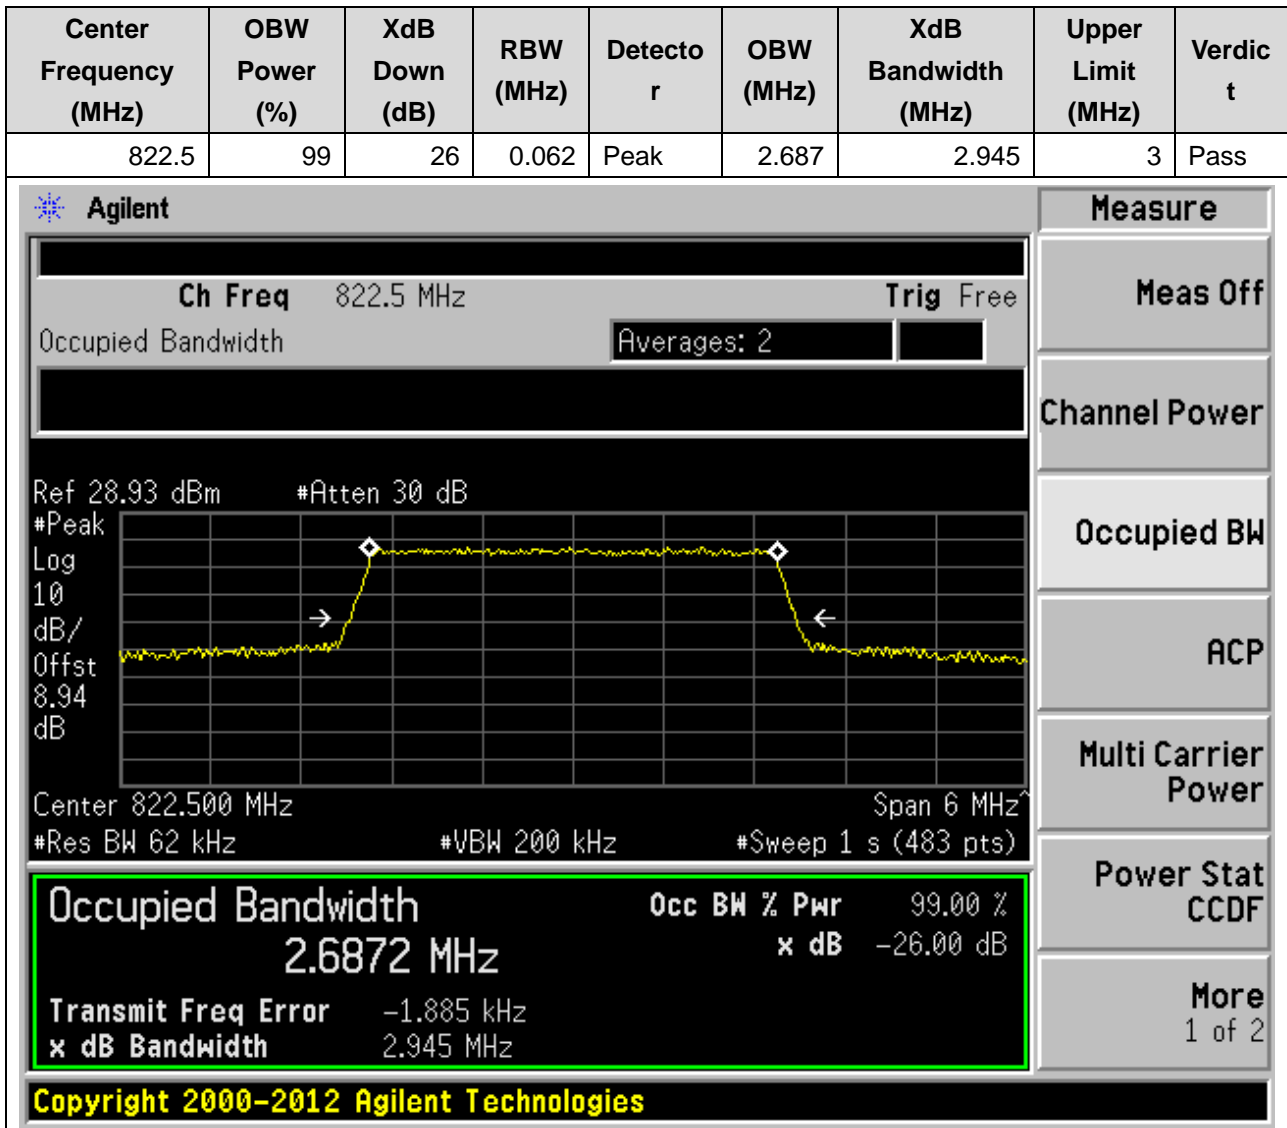 Center Frequency (MHz) OBW Power (%) XdB Down (dB) RBW (MHz) Detecto r OBW (MHz) XdB Bandwidth (MHz) Upper Limit (MHz) Verdic t
822.5 99 26 0.062 Peak 2.687 2.945 3 Pass
Agilent Measure
Ch Freq 822.5 MHz Trig Free
Meas Off
Occupied Bandwidth Averages: 2
Channel Power
Ref 28.93 dBm #Atten 30 dB
#Peak
Log
10
dB/
Offst
8.94
dB
Occupied BW
ACP
Multi Carrier
Power
Center 822.500 MHz Span 6 MHz^
#Res BW 62 kHz #VBW 200 kHz #Sweep 1 s (483 pts)
Power Stat
CCDF
Occupied Bandwidth Occ BW % Pwr 99.00 %
2.6872 MHz x dB -26.00 dB
Transmit Freq Error -1.885 kHz
x dB Bandwidth 2.945 MHz
More
1 of 2
Copyright 2000-2012 Agilent Technologies